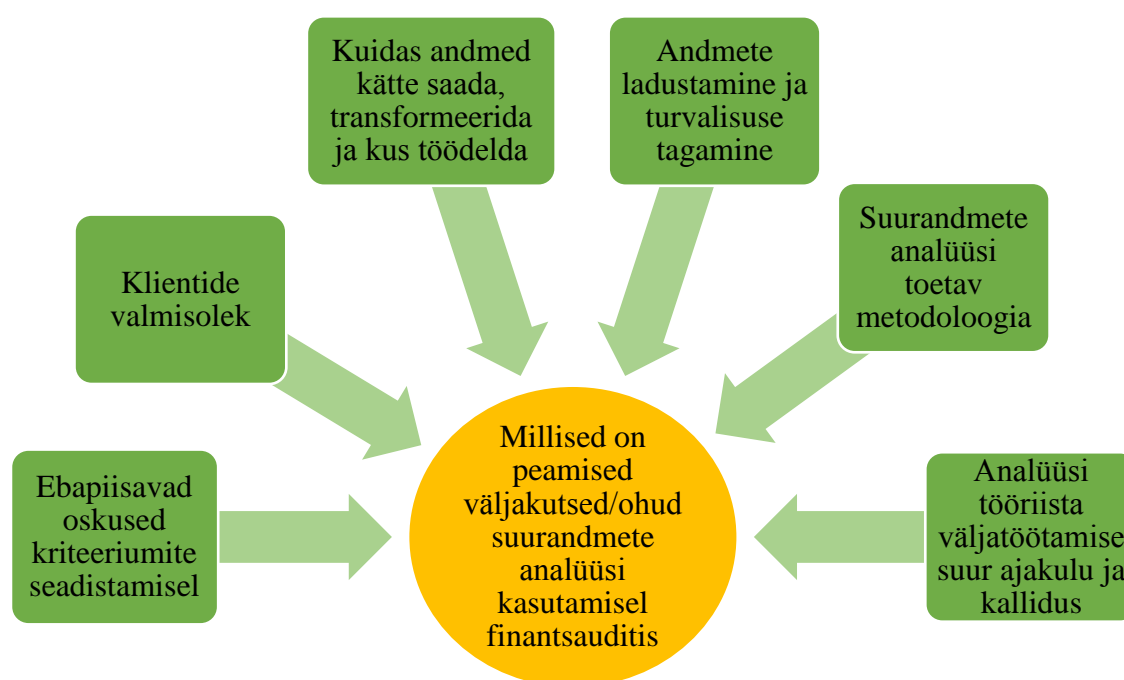 Kuidas andmed
kätte saada,
transformeerida
ja kus töödelda
Andmete
ladustamine ja
turvalisuse
tagamine
Klientide
valmisolek
Suurandmete
analüüsi
toetav
metodoloogia
Ebapiisavad
oskused
kriteeriumite
seadistamisel
Millised on
peamised
väljakutsed/ohud
suurandmete
analüüsi
kasutamisel
finantsauditis
Analüüsi
tööriista
väljatöötamise
suur ajakulu ja
kallidus